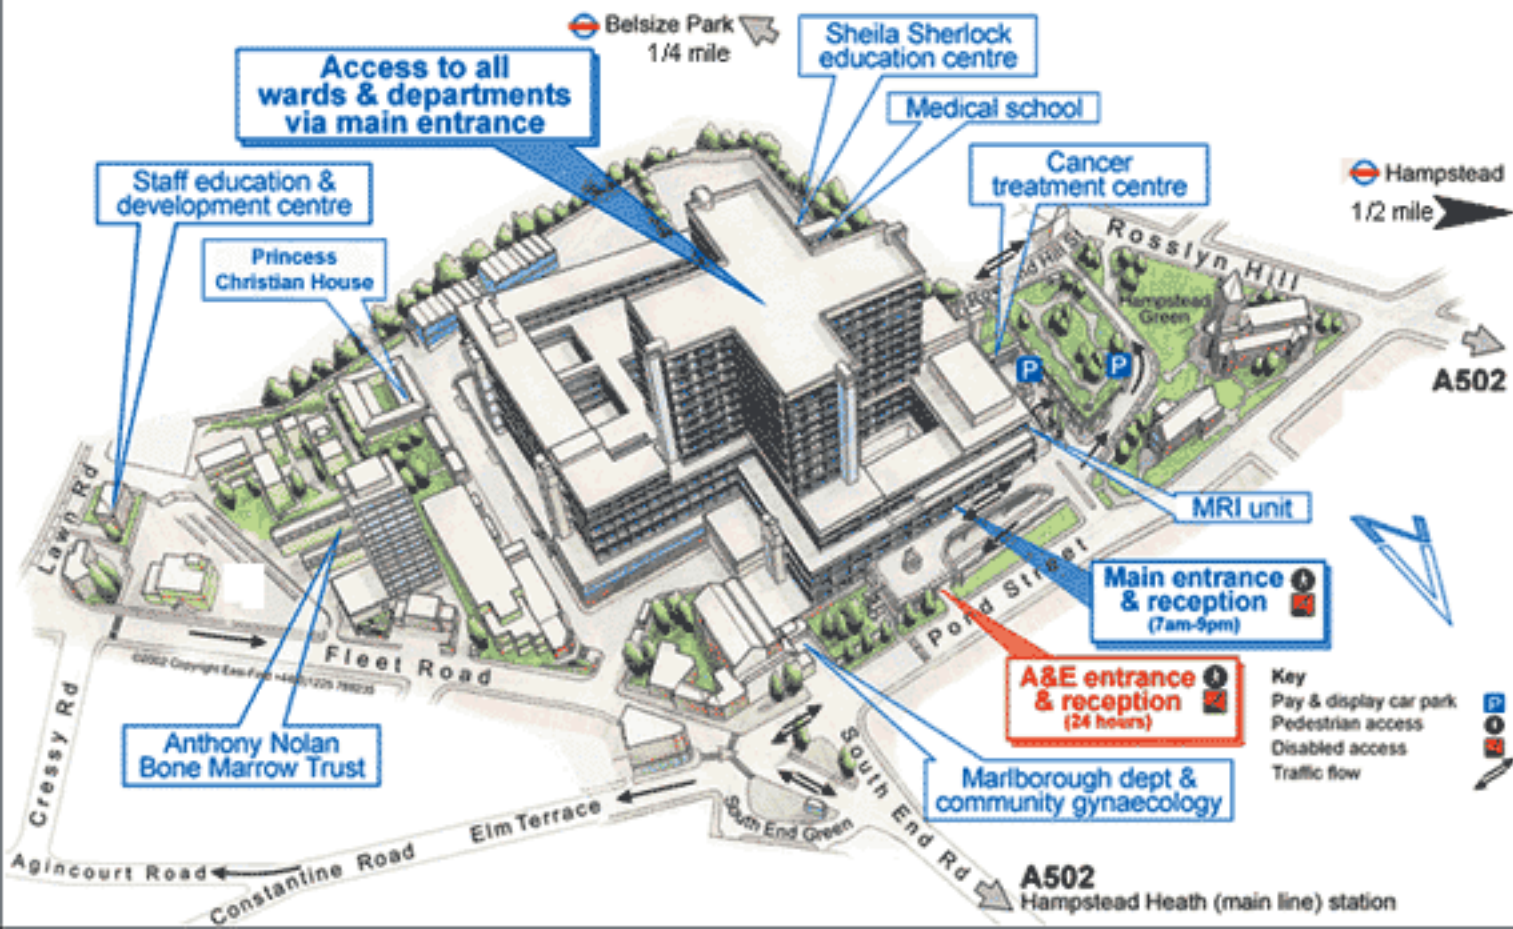 Belsize Park
1/4 mile
Sheila Sherlock
education centre
Access to all
wards & departments
via main entrance
Medical school
Cancer
treatment centre
Hampstead
1/2 mile
Staff education &
development centre
Princess
Christian House
Rosslyn Hill
Hampstead
Green
P
P
A502
Lawn Rd
MRI unit
Pond Street
Main entrance
& reception
(7am-9pm)
A&E entrance
& reception
(24 hours)
Key
Pay & display car park P
Pedestrian access
Disabled access
Traffic flow
Fleet Road
©2002 Copyright
Cressy Rd
Anthony Nolan
Bone Marrow Trust
Marlborough dept &
community gynaecology
South End Rd
South End Green
Elm Terrace
Constantine Road
Agincourt Road
A502
Hampstead Heath (main line) station